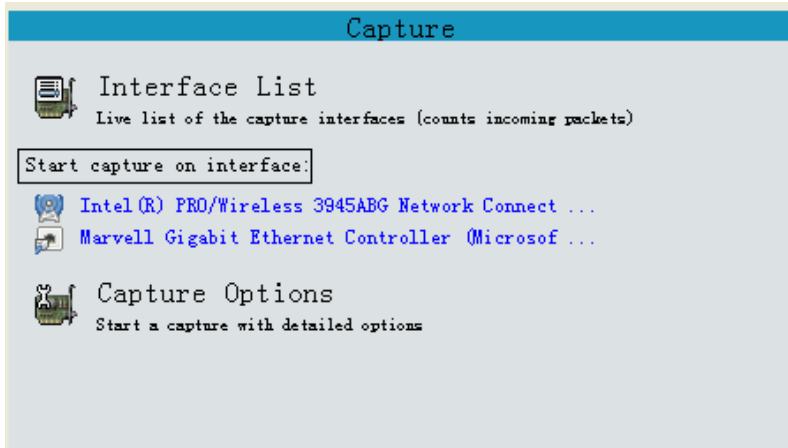 Capture
Interface List
Live list of the capture interfaces (counts incoming packets)
Start capture on interface:
Intel(R) PRO/Wireless 3945ABG Network Connect ...
Marvell Gigabit Ethernet Controller (Microsof ...
Capture Options
Start a capture with detailed options